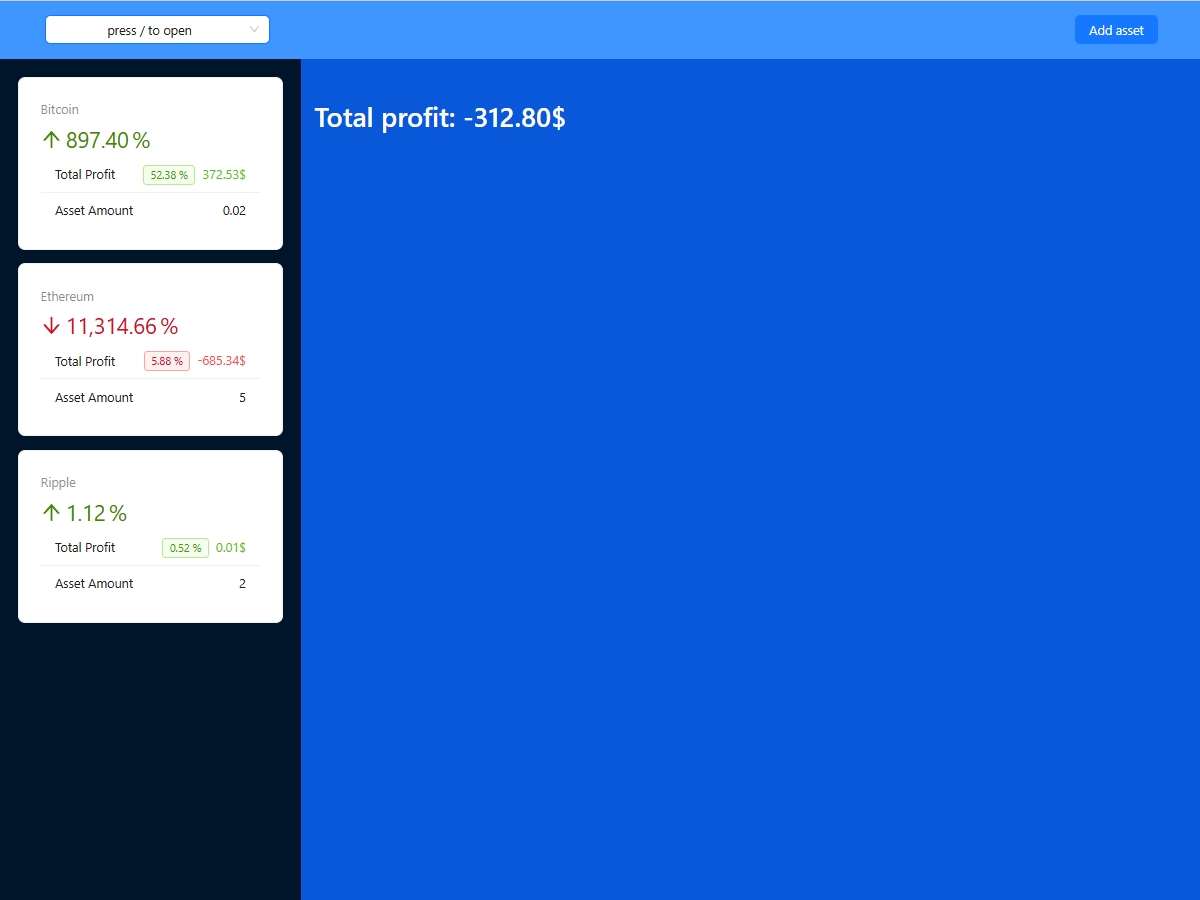 press / to open
Add asset
Bitcoin
897.40 %
Total Profit 52.38 % 372.53$
Asset Amount 0.02
Ethereum
11,314.66 %
Total Profit 5.88 % -685.34$
Asset Amount 5
Ripple
1.12 %
Total Profit 0.52 % 0.01$
Asset Amount 2
Total profit: -312.80$